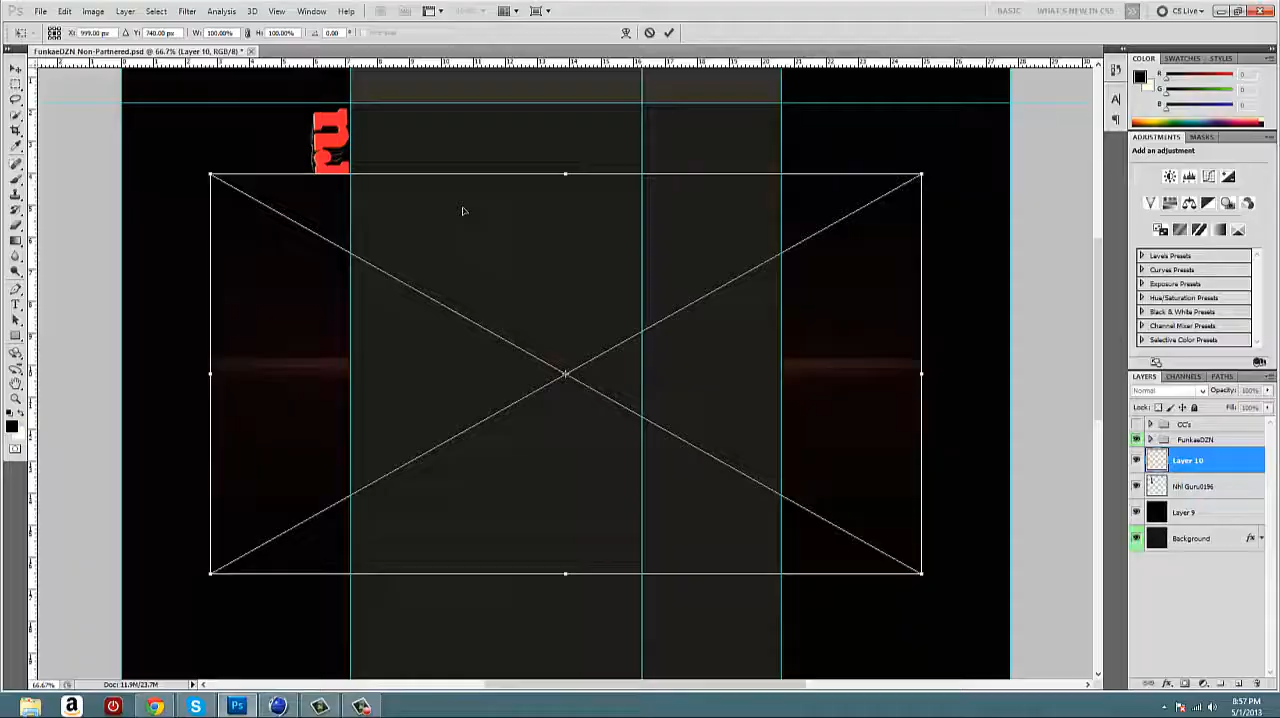 Ps File Edit Image Layer Select Filter Analysis 3D View Window Help BASIC WHAT'S NEW IN CS5 CS Live
X: 999.00 px Y: 740.00 px W: 100.00% H: 100.00% 0.00
FunkaeDZN Non-Partnered.psd @ 66.7% (Layer 10, RGB/8) *
COLOR SWATCHES STYLES
R 0
G 0
B 0
ADJUSTMENTS MASKS
Add an adjustment
Levels Presets
Curves Presets
Exposure Presets
Hue/Saturation Presets
Black & White Presets
Channel Mixer Presets
Selective Color Presets
LAYERS CHANNELS PATHS
Normal Opacity: 100%
Lock: Fill: 100%
CC's
FunkaeDZN
Layer 10
Nhl Guru0196
Layer 9
Background fx
66.67% Doc: 11.9M/23.7M
8:57 PM
5/1/2013